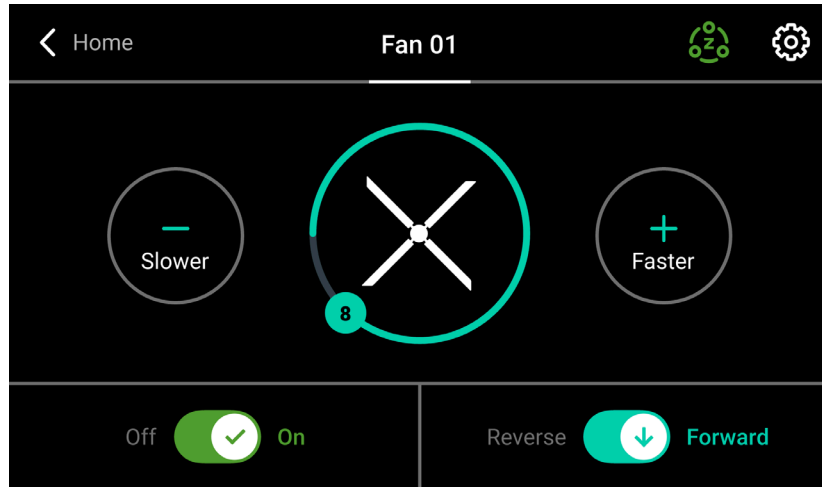 Home
Fan 01
Z
Slower
8
Faster
Off
On
Reverse
Forward